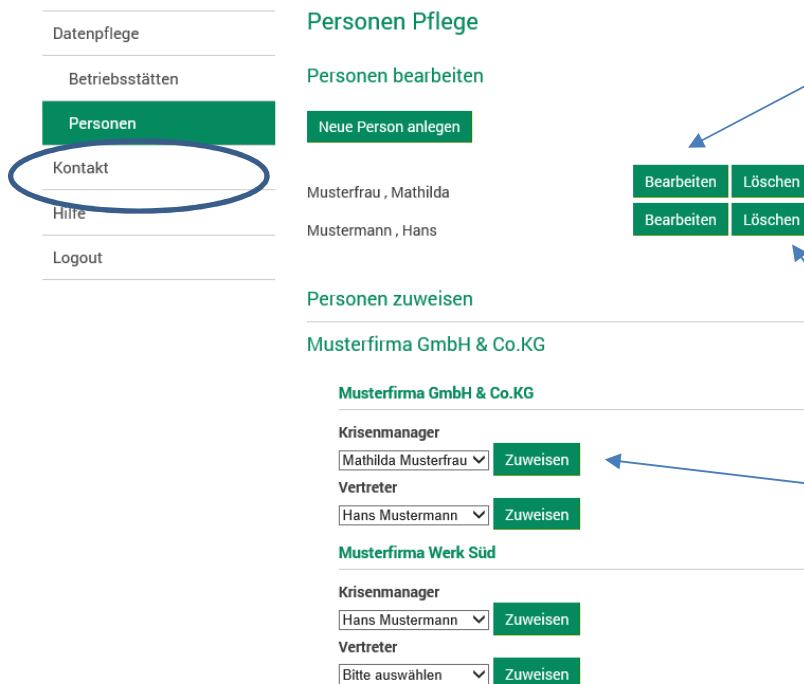 Datenpflege
Betriebsstätten
Personen
Kontakt
Hilfe
Logout
Personen Pflege
Personen bearbeiten
Neue Person anlegen
Musterfrau , Mathilda Bearbeiten Löschen
Mustermann , Hans Bearbeiten Löschen
Personen zuweisen
Musterfirma GmbH & Co.KG
Musterfirma GmbH & Co.KG
Krisenmanager
Mathilda Musterfrau Zuweisen
Vertreter
Hans Mustermann Zuweisen
Musterfirma Werk Süd
Krisenmanager
Hans Mustermann Zuweisen
Vertreter
Bitte auswählen Zuweisen